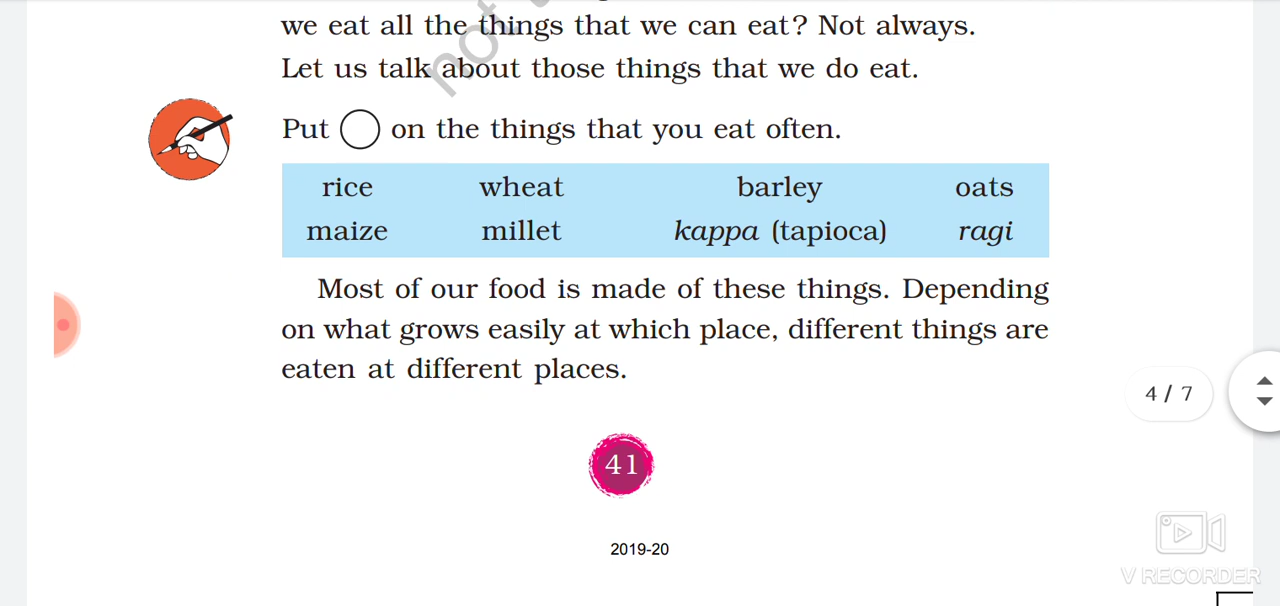 we eat all the things that we can eat? Not always.
Let us talk about those things that we do eat.
Put on the things that you eat often.
rice wheat barley oats
maize millet kappa (tapioca) ragi
Most of our food is made of these things. Depending
on what grows easily at which place, different things are
eaten at different places.
4 / 7
41
2019-20
V RECORDER